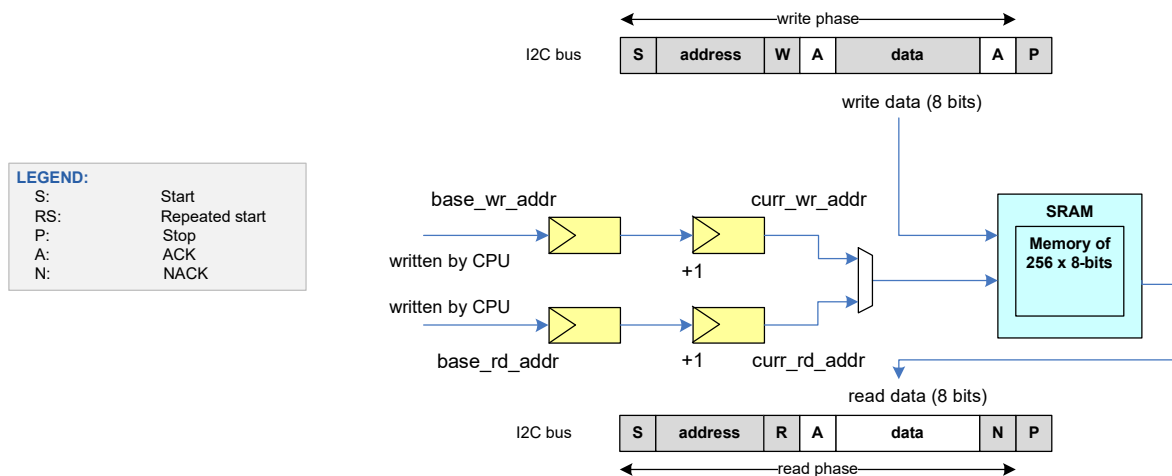 write phase
I2C bus S address W A data A P
write data (8 bits)
LEGEND:
S: Start
RS: Repeated start
P: Stop
A: ACK
N: NACK
base_wr_addr curr_wr_addr
written by CPU
+1
SRAM
Memory of
256 x 8-bits
written by CPU
base_rd_addr +1 curr_rd_addr
read data (8 bits)
I2C bus S address R A data N P
read phase